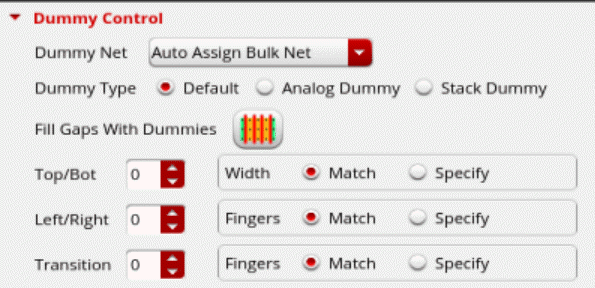 Dummy Control
Dummy Net Auto Assign Bulk Net
Dummy Type Default Analog Dummy Stack Dummy
Fill Gaps With Dummies
Top/Bot 0 Width Match Specify
Left/Right 0 Fingers Match Specify
Transition 0 Fingers Match Specify